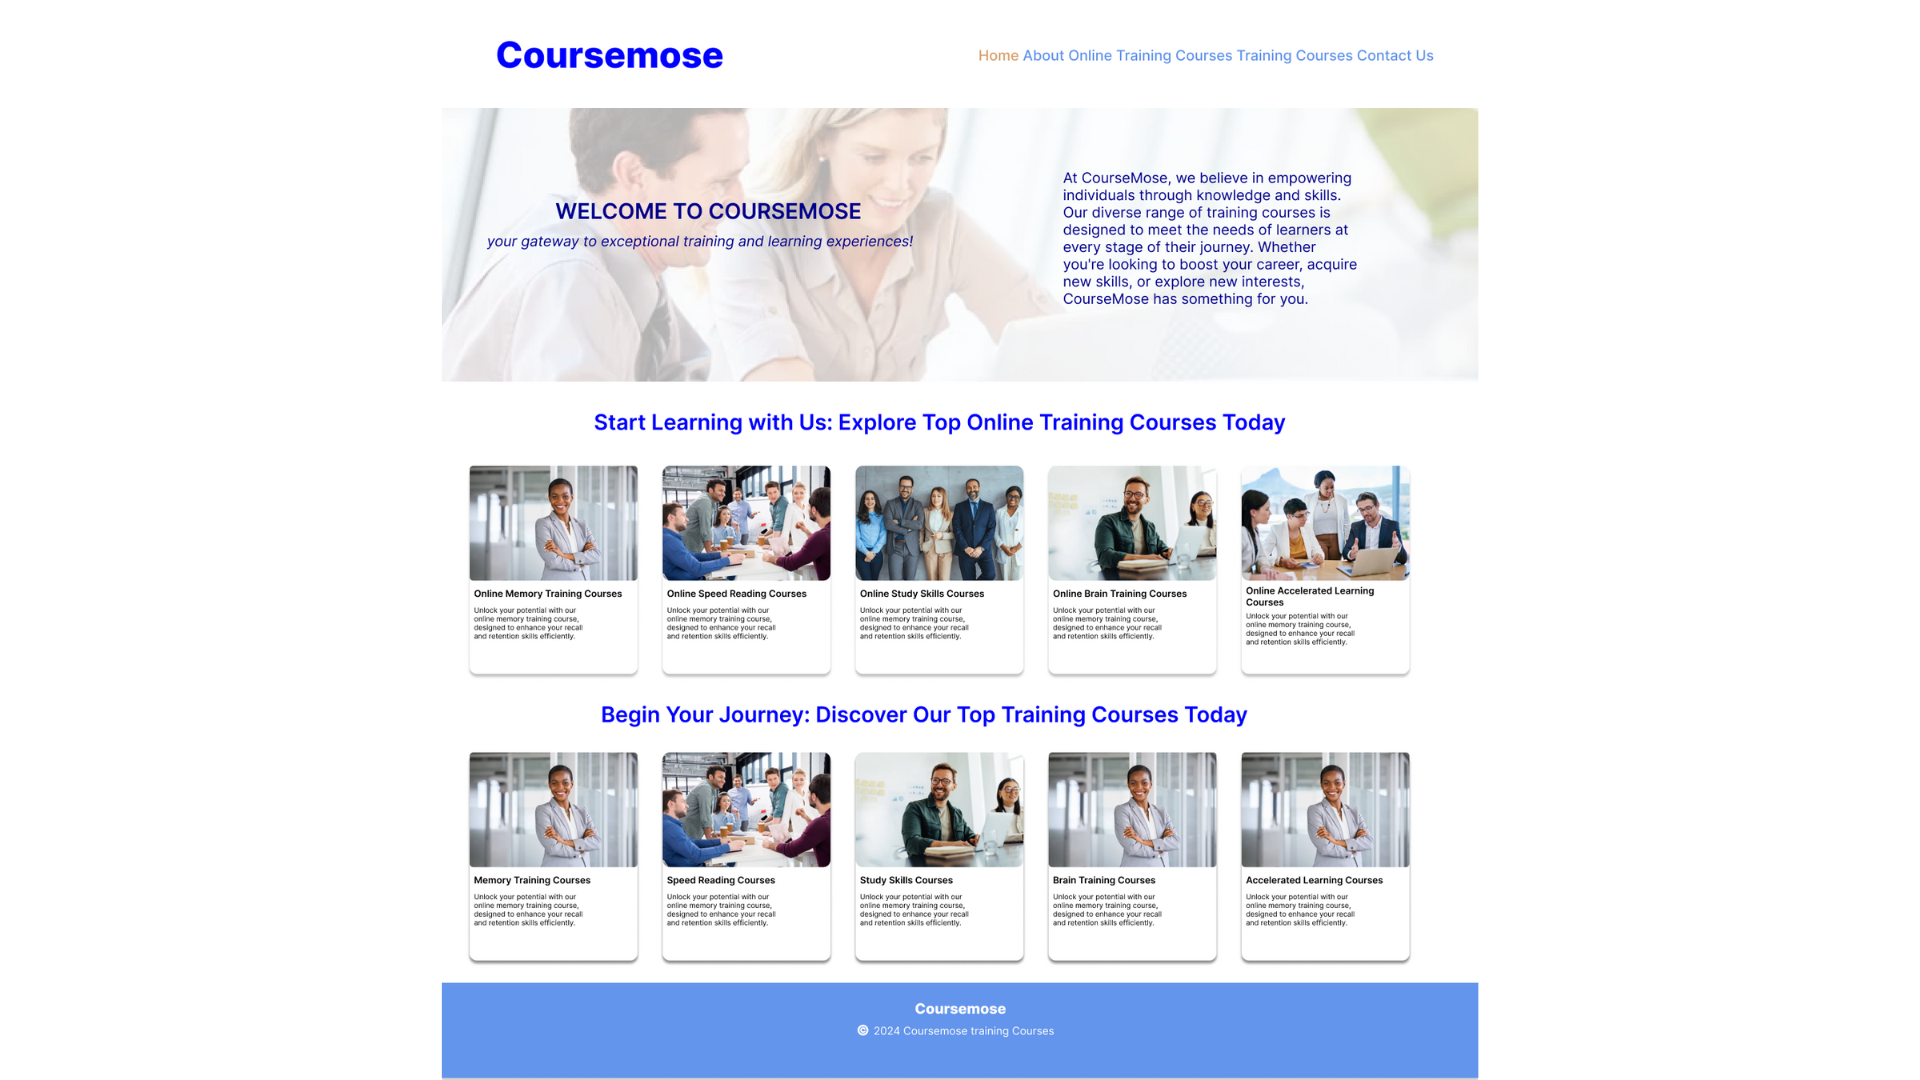 Coursemose
Home About Online Training Courses Training Courses Contact Us
WELCOME TO COURSEMOSE
your gateway to exceptional training and learning experiences!
At CourseMose, we believe in empowering
individuals through knowledge and skills.
Our diverse range of training courses is
designed to meet the needs of learners at
every stage of their journey. Whether
you're looking to boost your career, acquire
new skills, or explore new interests,
CourseMose has something for you.
Start Learning with Us: Explore Top Online Training Courses Today
Online Memory Training Courses
Unlock your potential with our
online memory training course,
designed to enhance your recall
and retention skills efficiently.
Online Speed Reading Courses
Unlock your potential with our
online memory training course,
designed to enhance your recall
and retention skills efficiently.
Online Study Skills Courses
Unlock your potential with our
online memory training course,
designed to enhance your recall
and retention skills efficiently.
Online Brain Training Courses
Unlock your potential with our
online memory training course,
designed to enhance your recall
and retention skills efficiently.
Online Accelerated Learning
Courses
Unlock your potential with our
online memory training course,
designed to enhance your recall
and retention skills efficiently.
Begin Your Journey: Discover Our Top Training Courses Today
Memory Training Courses
Unlock your potential with our
online memory training course,
designed to enhance your recall
and retention skills efficiently.
Speed Reading Courses
Unlock your potential with our
online memory training course,
designed to enhance your recall
and retention skills efficiently.
Study Skills Courses
Unlock your potential with our
online memory training course,
designed to enhance your recall
and retention skills efficiently.
Brain Training Courses
Unlock your potential with our
online memory training course,
designed to enhance your recall
and retention skills efficiently.
Accelerated Learning Courses
Unlock your potential with our
online memory training course,
designed to enhance your recall
and retention skills efficiently.
Coursemose
© 2024 Coursemose training Courses